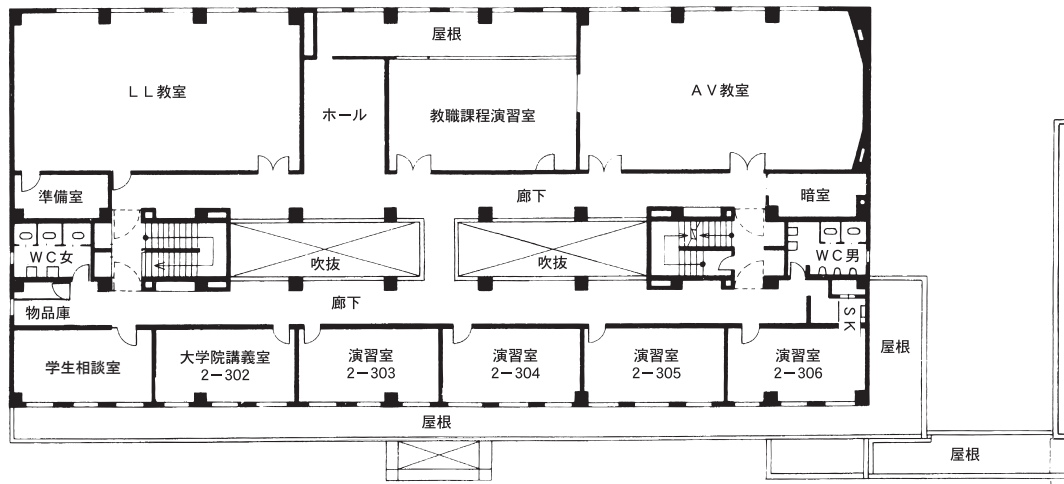 屋根
LL教室
ホール
教職課程演習室
AV教室
準備室
廊下
暗室
WC女
吹抜
吹抜
WC男
物品庫
廊下
SK
学生相談室
大学院講義室
2-302
演習室
2-303
演習室
2-304
演習室
2-305
演習室
2-306
屋根
屋根
屋根